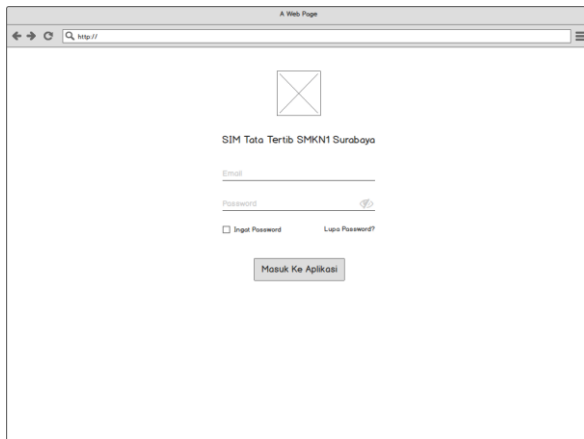 A Web Page
http://
SIM Tata Tertib SMKN1 Surabaya
Email
Password
Ingat Password Lupa Password?
Masuk Ke Aplikasi